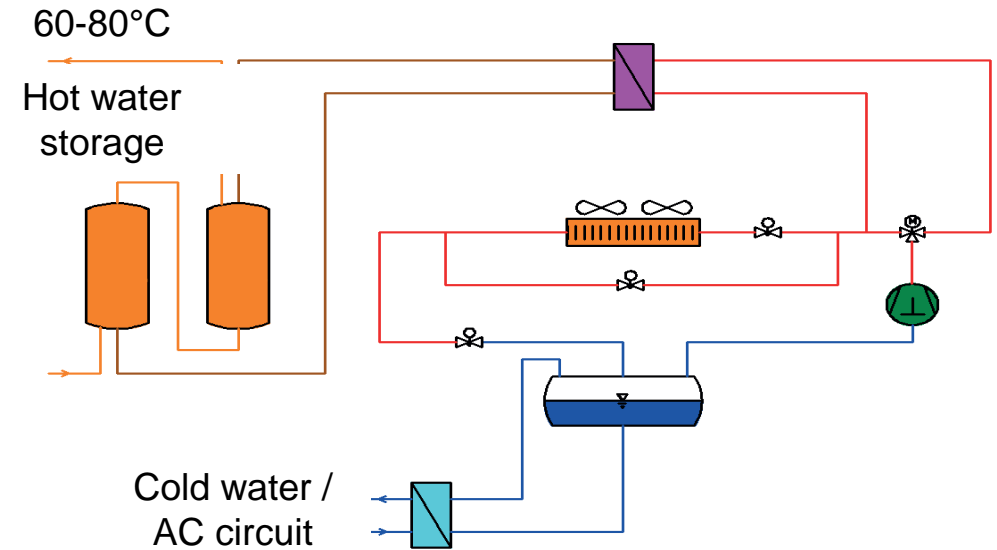 60-80°C
Hot water
storage
M
Cold water /
AC circuit